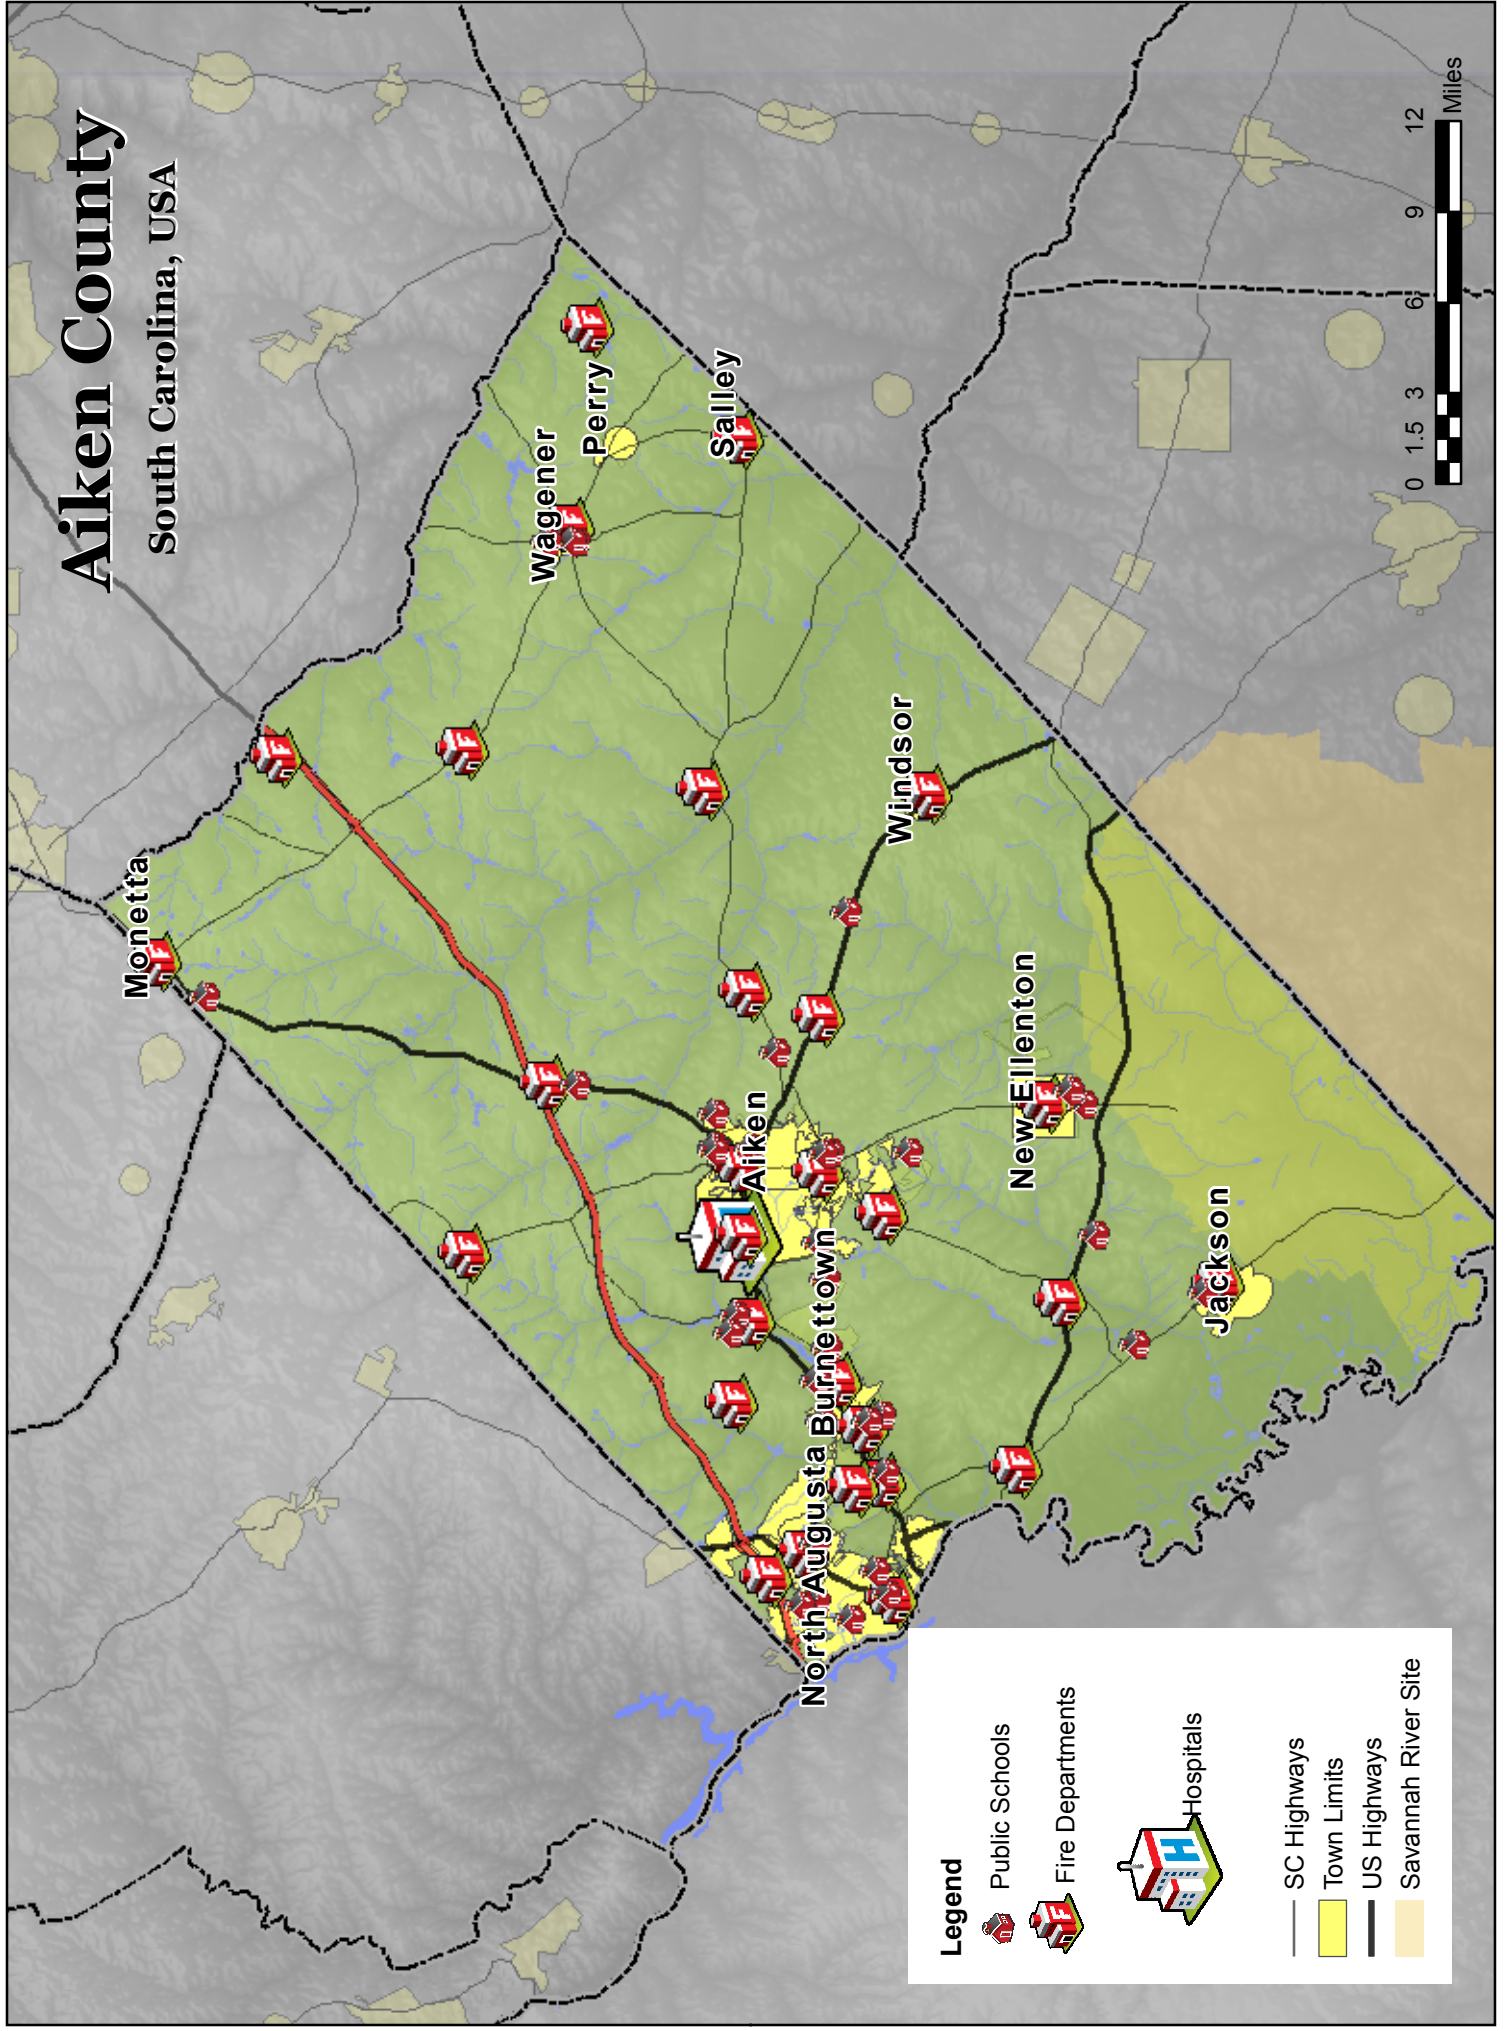 Aiken County
South Carolina, USA
Monetta
Wagener
Perry
Salley
Windsor
Aiken
New Ellenton
Burnettown
North Augusta
Jackson
Legend
Public Schools
F
Fire Departments
H
Hospitals
SC Highways
Town Limits
US Highways
Savannah River Site
0 1.5 3 6 9 12
Miles